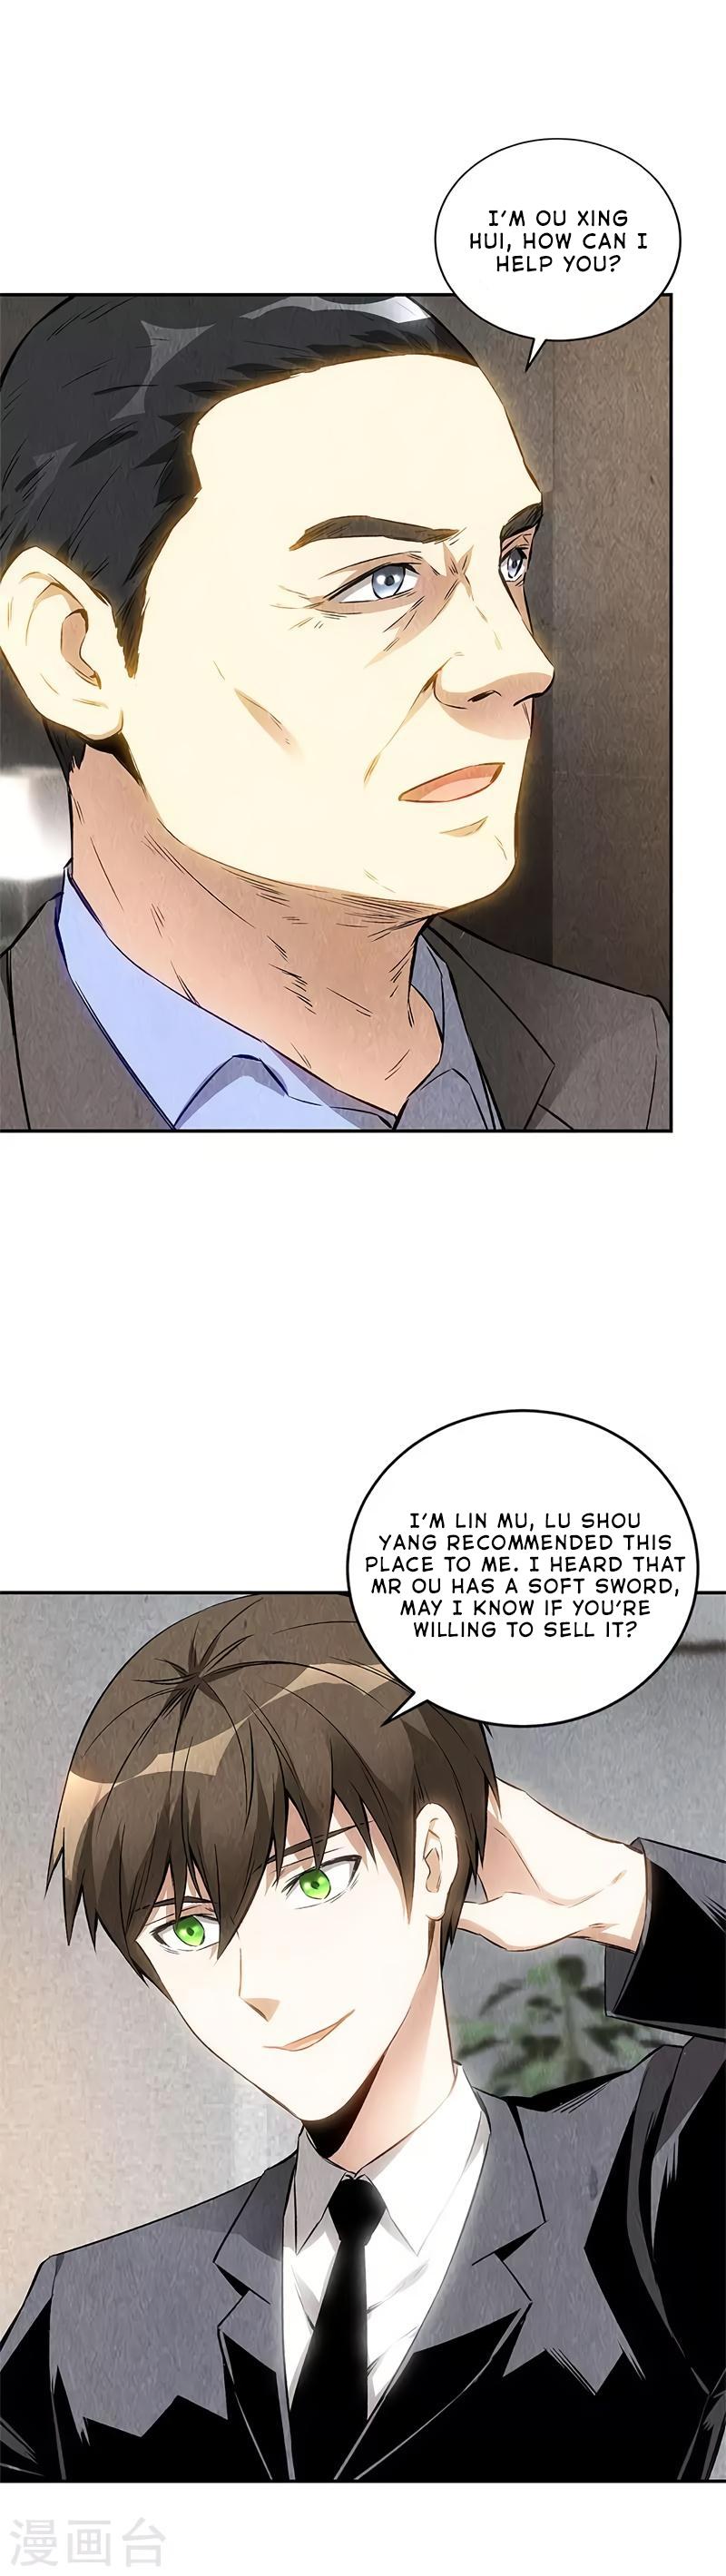 I'M OU XING
HUI, HOW CAN I
HELP YOU?
I'M LIN MU, LU SHOU
YANG RECOMMENDED THIS
PLACE TO ME. I HEARD THAT
MR OU HAS A SOFT SWORD,
MAY I KNOW IF YOU'RE
WILLING TO SELL IT?
漫画台